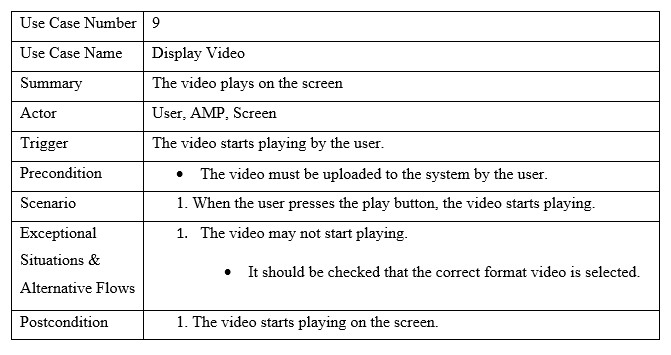 Use Case Number 9
Use Case Name Display Video
Summary The video plays on the screen
Actor User, AMP, Screen
Trigger The video starts playing by the user.
Precondition • The video must be uploaded to the system by the user.
Scenario 1. When the user presses the play button, the video starts playing.
Exceptional 1. The video may not start playing.
Situations &
• It should be checked that the correct format video is selected.
Alternative Flows
Postcondition 1. The video starts playing on the screen.